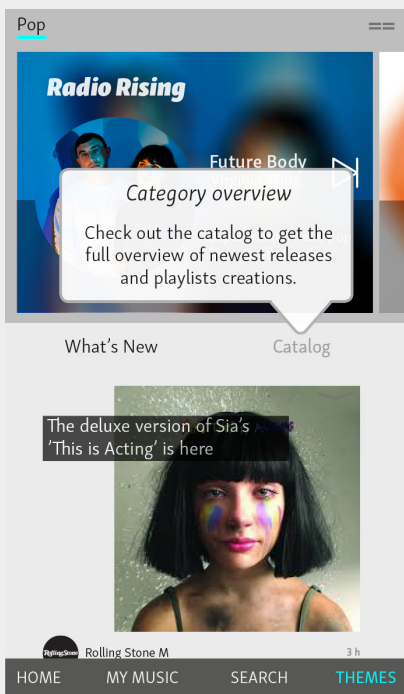 Pop
Radio Rising
Future Body
Category overview
Check out the catalog to get the
full overview of newest releases
and playlists creations.
What's New
Catalog
The deluxe version of Sia's
'This is Acting' is here
RollingStone
Rolling Stone M
3 h
HOME
MY MUSIC
SEARCH
THEMES